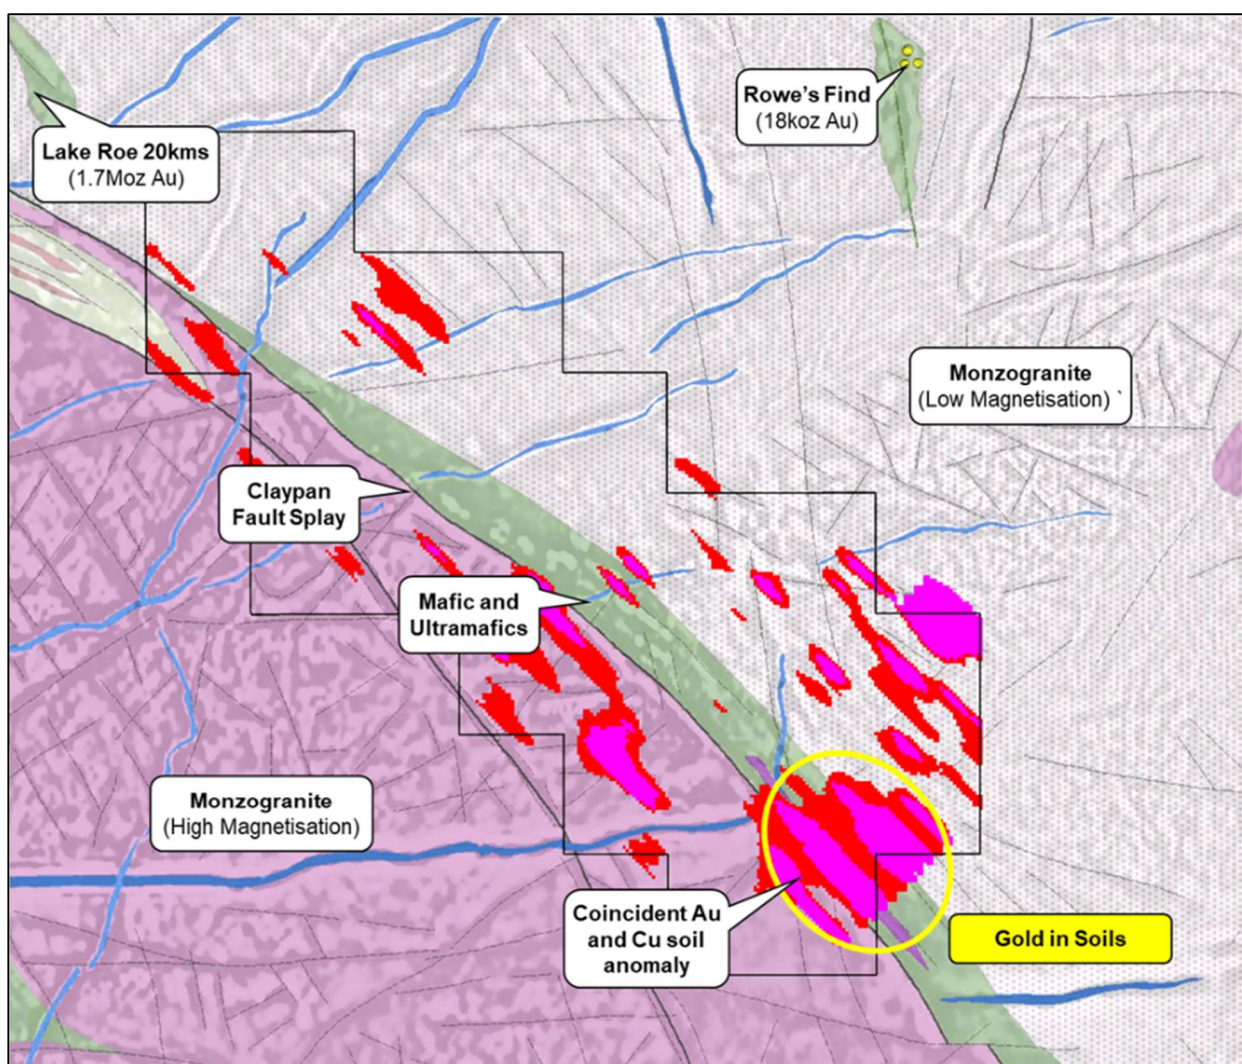 Rowe's Find
(18koz Au)
Lake Roe 20kms
(1.7Moz Au)
Monzogranite
(Low Magnetisation) `
Claypan
Fault Splay
Mafic and
Ultramafics
Monzogranite
(High Magnetisation)
Coincident Au
and Cu soil
anomaly
Gold in Soils